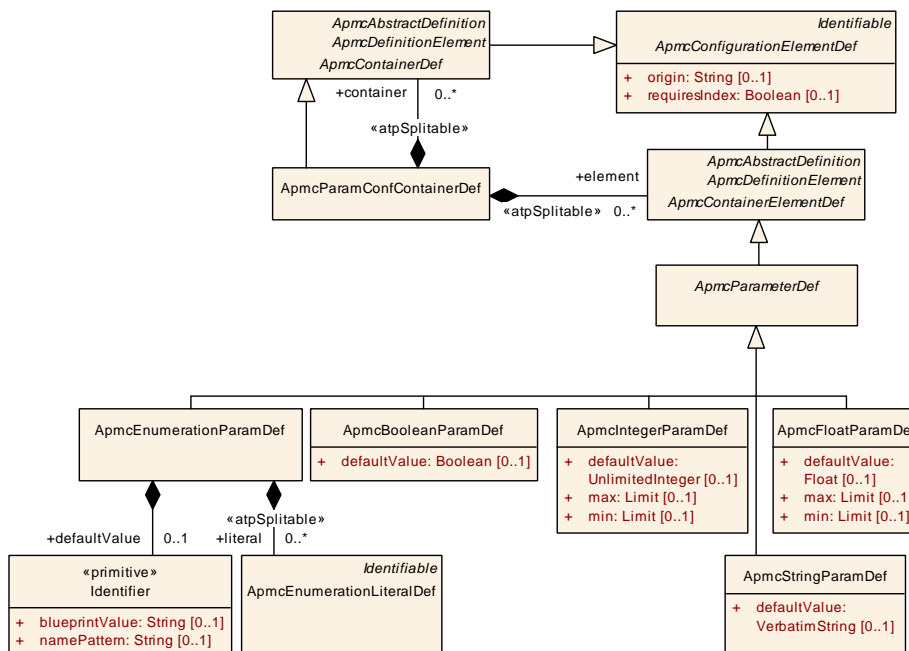 ApmcAbstractDefinition
ApmcDefinitionElement
ApmcContainerDef
Identifiable
ApmcConfigurationElementDef
+ origin: String [0..1]
+ requiresIndex: Boolean [0..1]
+container 0..*
«atpSplitable»
ApmcParamConfContainerDef
+element
«atpSplitable» 0..*
ApmcAbstractDefinition
ApmcDefinitionElement
ApmcContainerElementDef
ApmcParameterDef
ApmcEnumerationParamDef
ApmcBooleanParamDef
+ defaultValue: Boolean [0..1]
ApmcIntegerParamDef
+ defaultValue:
UnlimitedInteger [0..1]
+ max: Limit [0..1]
+ min: Limit [0..1]
ApmcFloatParamDef
+ defaultValue:
Float [0..1]
+ max: Limit [0..1]
+ min: Limit [0..1]
+defaultValue 0..1
«atpSplitable»
+literal 0..*
«primitive»
Identifier
+ blueprintValue: String [0..1]
+ namePattern: String [0..1]
Identifiable
ApmcEnumerationLiteralDef
ApmcStringParamDef
+ defaultValue:
VerbatimString [0..1]